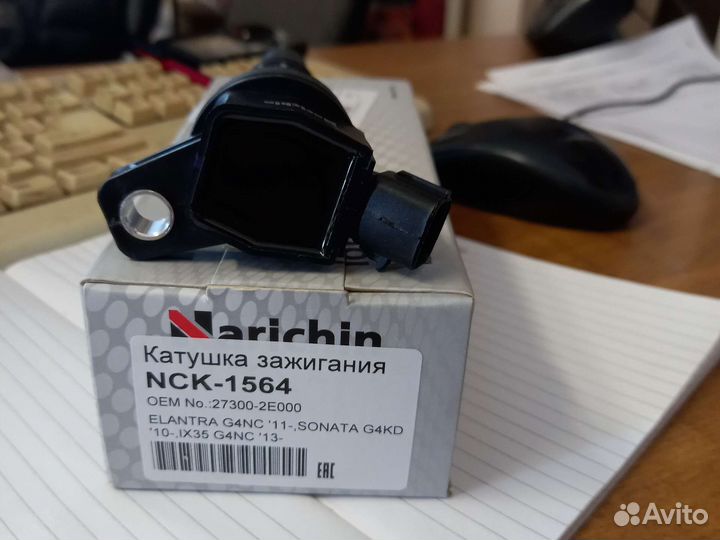 Narichin
Катушка зажигания
NCK-1564
OEM No.:27300-2E000
ELANTRA G4NC '11-,SONATA G4KD
'10-,IX35 G4NC '13-
EAC
Avito